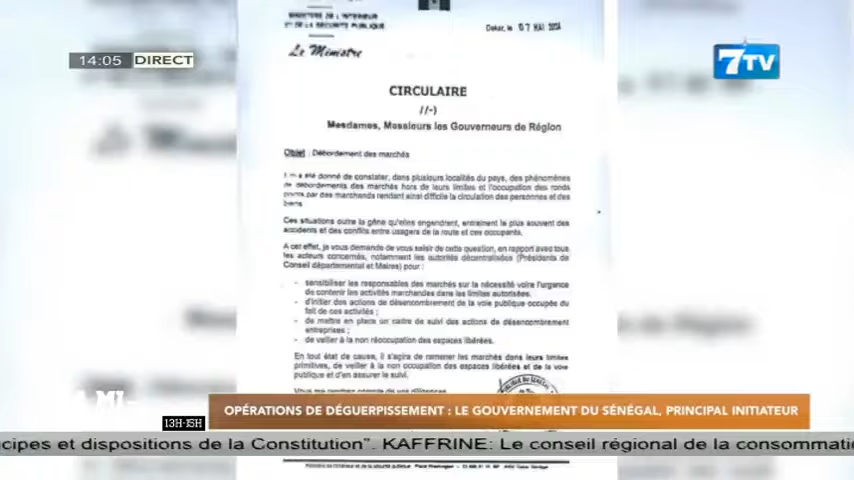 MINISTERE DE L'INTERIEUR
ET DE LA SECURITE PUBLIQUE
Dakar, le 07 MAI 2024
Le Ministre
14:05 DIRECT
7TV
CIRCULAIRE
//-)
Mesdames, Messieurs les Gouverneurs de Région
Objet : Débordement des marchés
Il m'a été donné de constater, dans plusieurs localités du pays, des phénomènes
de débordements des marchés hors de leurs limites et l'occupation des ronds
points par des marchands rendant ainsi difficile la circulation des personnes et des
biens
Ces situations outre la gêne qu'elles engendrent, entrainent le plus souvent des
accidents et des conflits entre usagers de la route et ces occupants.
A cet effet, je vous demande de vous saisir de cette question, en rapport avec tous
les acteurs concernés, notamment les autorités décentralisées (Présidents de
Conseil départemental et Maires) pour :
- sensibiliser les responsables des marchés sur la nécessité voire l'urgence
de contenir les activités marchandes dans les limites autorisées.
- d'initier des actions de désencombrement de la voie publique occupée du
fait de ces activités ;
- de mettre en place un cadre de suivi des actions de désencombrement
entreprises ;
- de veiller à la non réoccupation des espaces libérées.
En tout état de cause, il s'agira de ramener les marchés dans leurs limites
primitives, de veiller à la non occupation des espaces libérées et de la voie
publique et d'en assurer le suivi.
MI-
13H-15H
OPÉRATIONS DE DÉGUERPISSEMENT : LE GOUVERNEMENT DU SÉNÉGAL, PRINCIPAL INITIATEUR
cipes et dispositions de la Constitution”. KAFFRINE: Le conseil régional de la consommatio